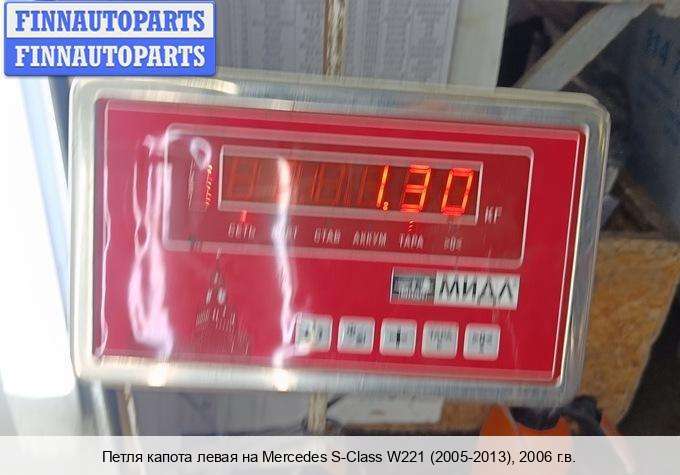 FINNAUTOPARTS
FINNAUTOPARTS
1.30
КГ
СЕТЬ СТАБ АККУМ ТАРА
МИДЛ
Петля капота левая на Mercedes S-Class W221 (2005-2013), 2006 г.в.